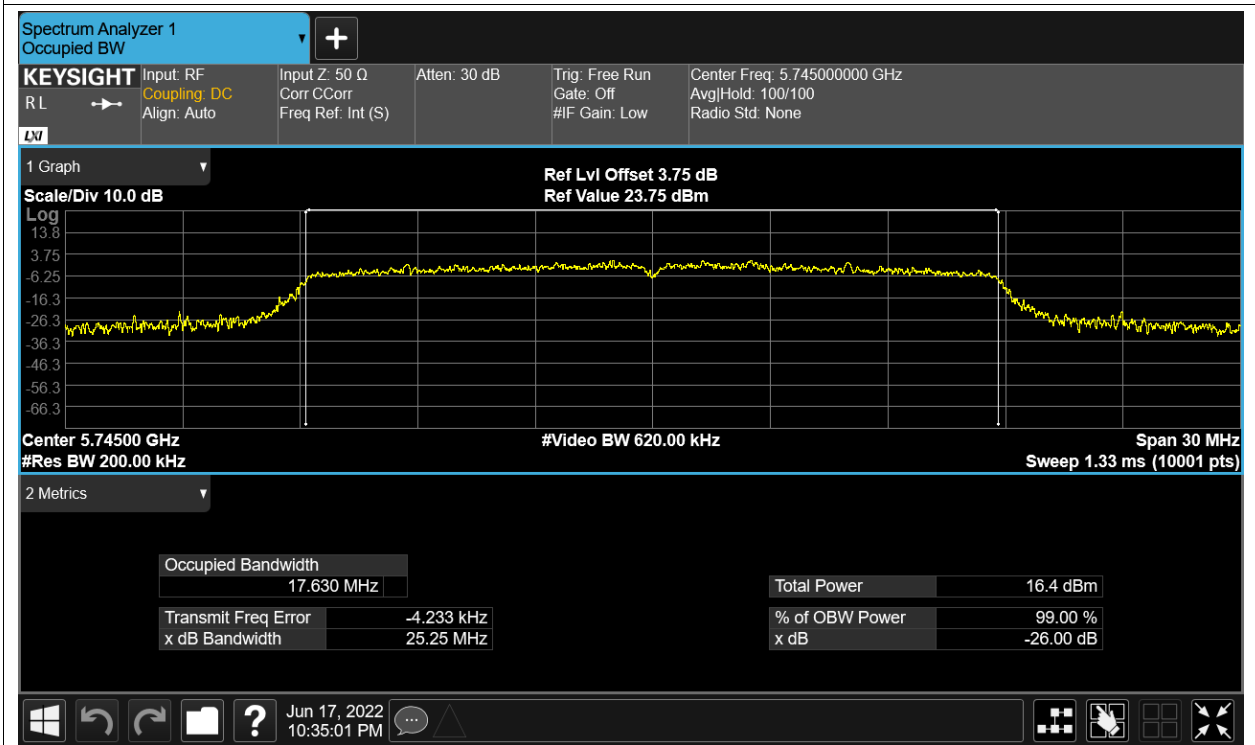 Spectrum Analyzer 1
Occupied BW
+
KEYSIGHT
R L
LXI
Input: RF
Coupling: DC
Align: Auto
Input Z: 50 Ω
Corr CCorr
Freq Ref: Int (S)
Atten: 30 dB
Trig: Free Run
Gate: Off
#IF Gain: Low
Center Freq: 5.745000000 GHz
Avg|Hold: 100/100
Radio Std: None
1 Graph
Scale/Div 10.0 dB
Ref Lvl Offset 3.75 dB
Ref Value 23.75 dBm
Log
13.8
3.75
-6.25
-16.3
-26.3
-36.3
-46.3
-56.3
-66.3
Center 5.74500 GHz
#Res BW 200.00 kHz
#Video BW 620.00 kHz
Span 30 MHz
Sweep 1.33 ms (10001 pts)
2 Metrics
Occupied Bandwidth
17.630 MHz
Transmit Freq Error -4.233 kHz
x dB Bandwidth 25.25 MHz
Total Power 16.4 dBm
% of OBW Power 99.00 %
x dB -26.00 dB
?
Jun 17, 2022
10:35:01 PM